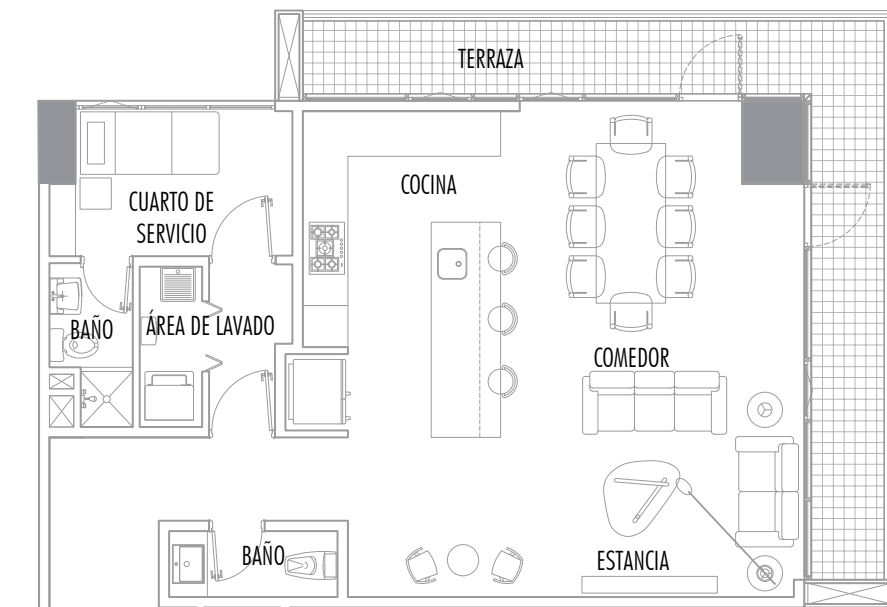 TERRAZA
COCINA
CUARTO DE
SERVICIO
BAÑO
ÁREA DE LAVADO
COMEDOR
BAÑO
ESTANCIA